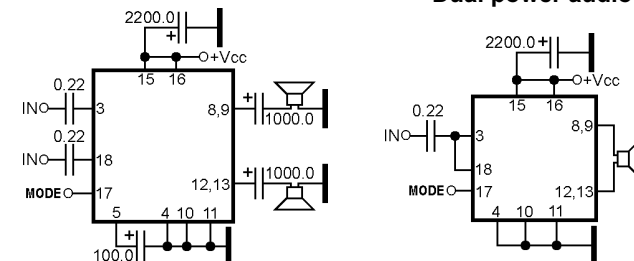 Dual power audio
2200.0 +
+Vcc
15 16
0.22
IN 3
8,9 + 1000.0
0.22
IN 18
12,13 + 1000.0
MODE 17
5 4 10 11
+
100.0
2200.0 +
+Vcc
15 16
0.22
IN 3
8,9
18
MODE 17
12,13
4 10 11